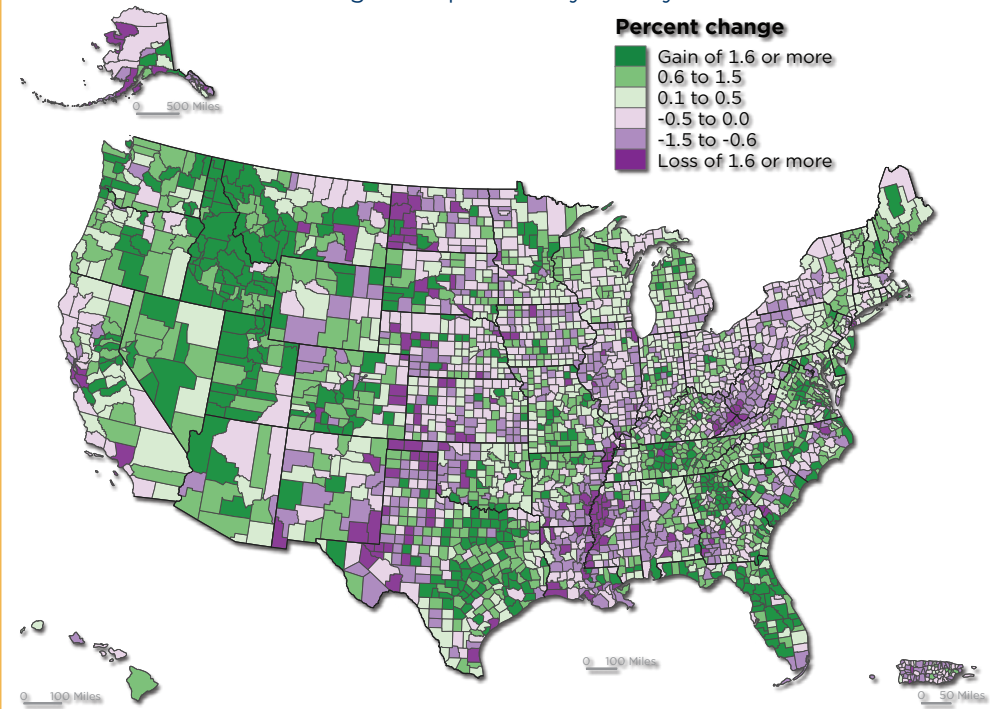 Percent change
Gain of 1.6 or more
0.6 to 1.5
0.1 to 0.5
-0.5 to 0.0
-1.5 to -0.6
Loss of 1.6 or more
0 500 Miles
0 100 Miles
0 100 Miles
0 50 Miles